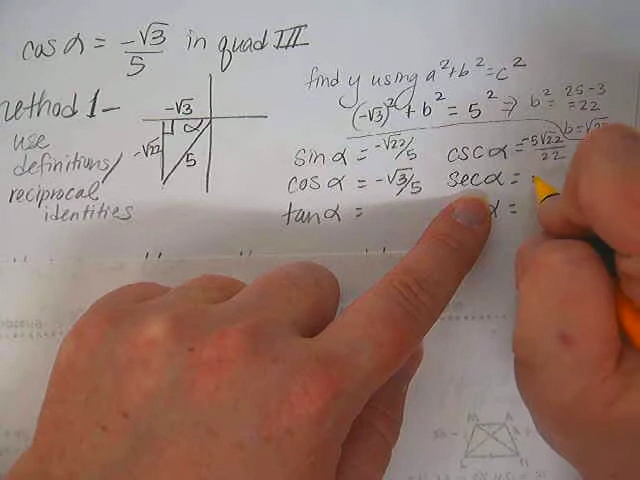 cos α = -√3/5 in quad III
find y using a² + b² = c²
(-√3)² + b² = 5² ⇒ b² = 25 - 3
= 22
method 1 -
use
definitions/
reciprocal
identities
-√3
α
-√22
5
sin α = -√22/5
csc α = -5√22/22
cos α = -√3/5
sec α =
tan α =
α =